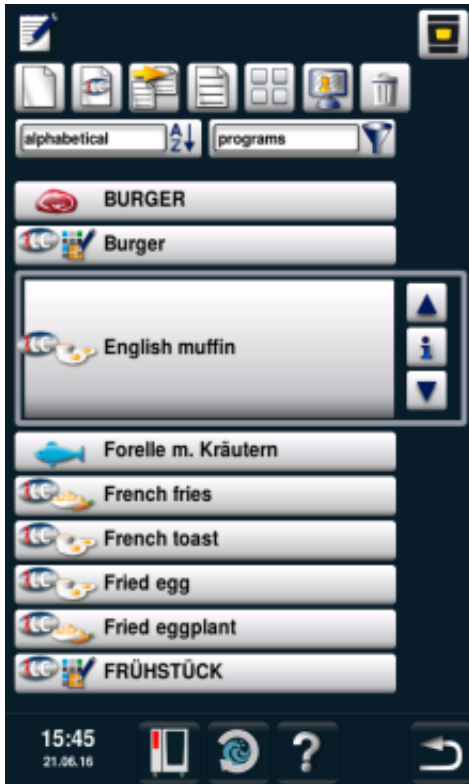 alphabetical
programs
BURGER
Burger
English muffin
Forelle m. Kräutern
French fries
French toast
Fried egg
Fried eggplant
FRÜHSTÜCK
15:45
21.06.16